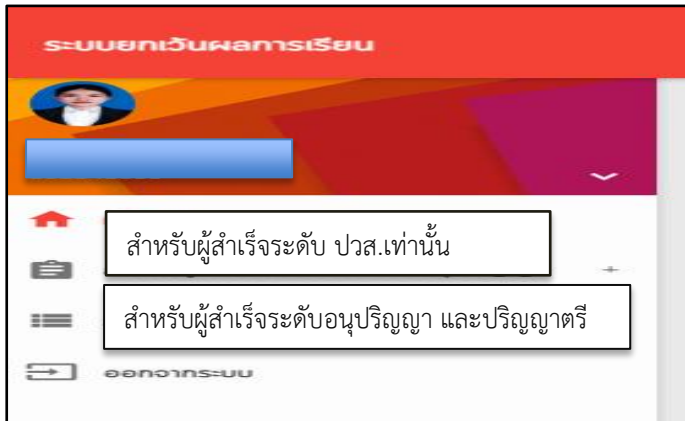 ระบบยกเว้นผลการเรียน
สำหรับผู้สำเร็จระดับ ปวส.เท่านั้น
สำหรับผู้สำเร็จระดับอนุปริญญา และปริญญาตรี
ออกจากระบบ